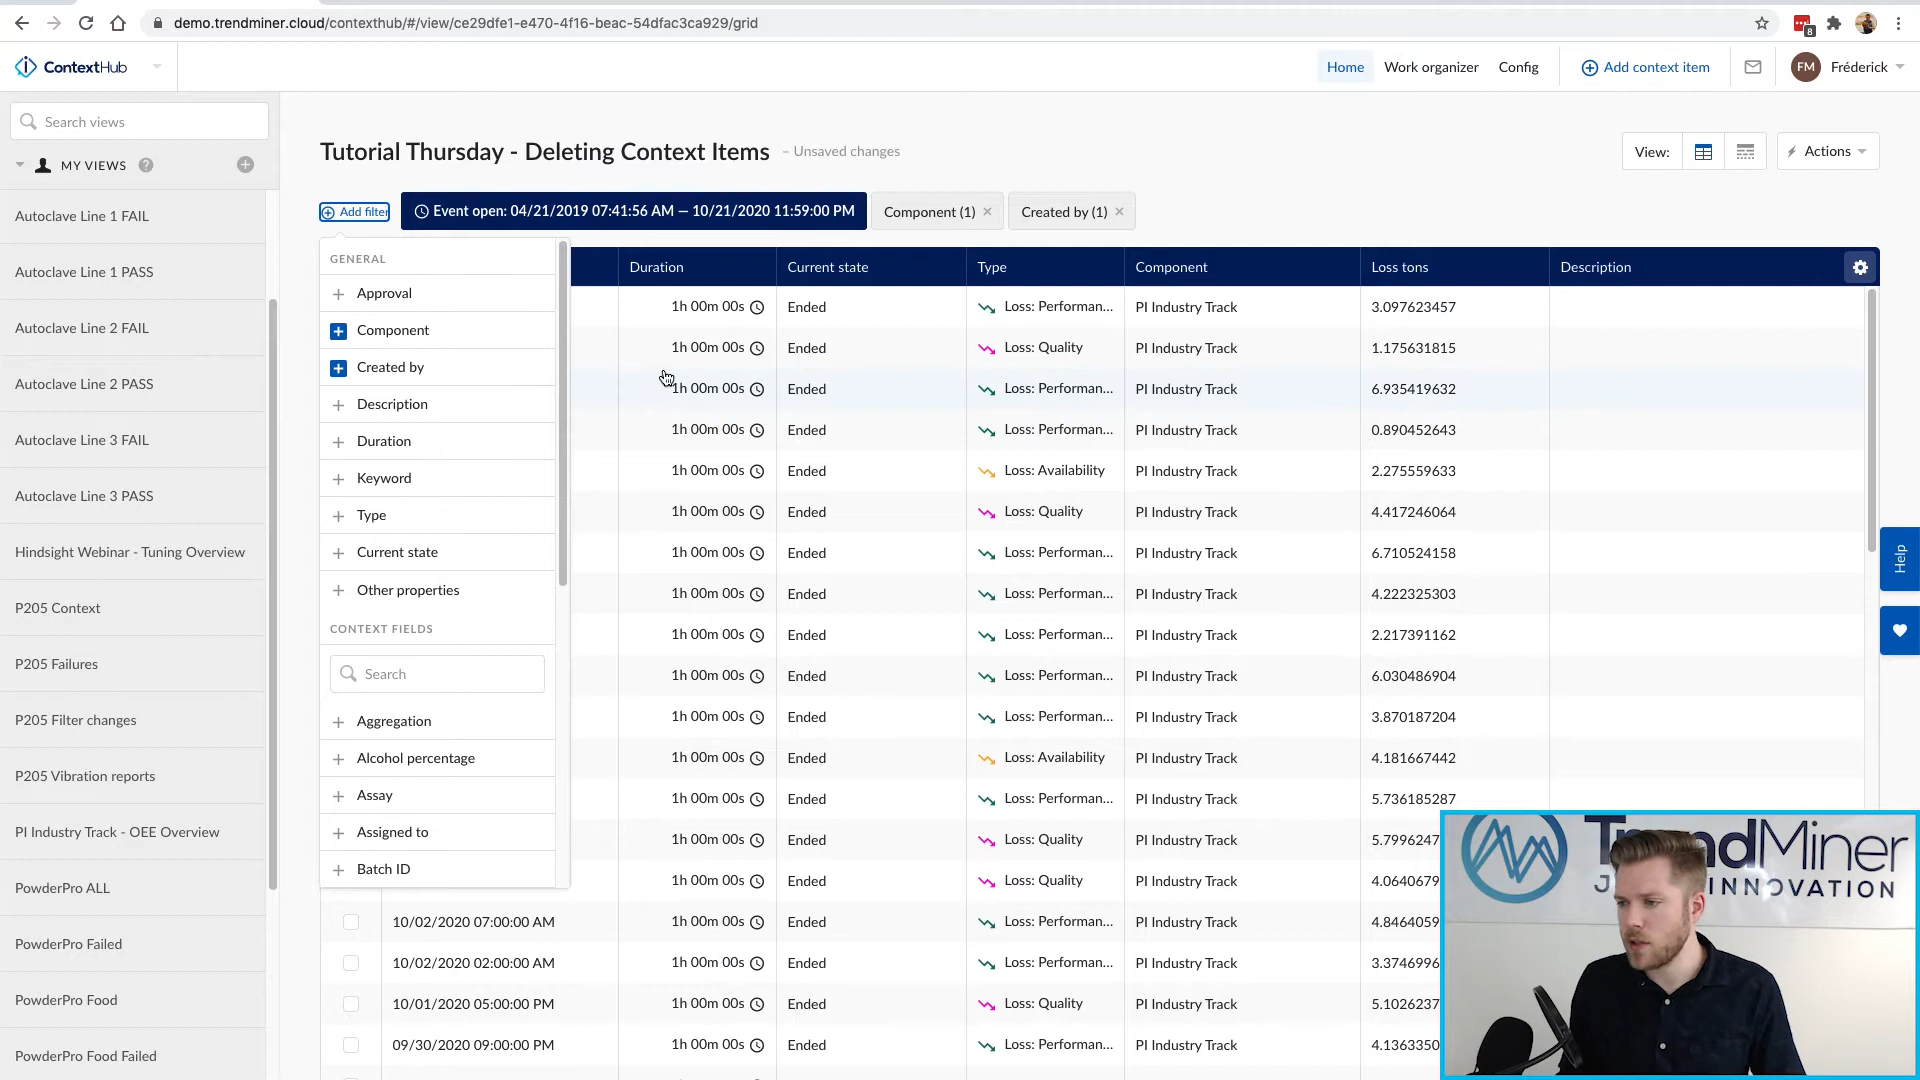 demo.trendminer.cloud/contexthub/#/view/ce29dfe1-e470-4f16-beac-54dfac3ca929/grid
8
ContextHub
Home
Work organizer
Config
Add context item
FM
Fréderick
Search views
MY VIEWS
Autoclave Line 1 FAIL
Autoclave Line 1 PASS
Autoclave Line 2 FAIL
Autoclave Line 2 PASS
Autoclave Line 3 FAIL
Autoclave Line 3 PASS
Hindsight Webinar - Tuning Overview
P205 Context
P205 Failures
P205 Filter changes
P205 Vibration reports
PI Industry Track - OEE Overview
PowderPro ALL
PowderPro Failed
PowderPro Food
PowderPro Food Failed
Tutorial Thursday - Deleting Context Items – Unsaved changes
View:
Actions
Add filter
Event open: 04/21/2019 07:41:56 AM — 10/21/2020 11:59:00 PM
Component (1) ×
Created by (1) ×
GENERAL
Approval
Component
Created by
Description
Duration
Keyword
Type
Current state
Other properties
CONTEXT FIELDS
Search
Aggregation
Alcohol percentage
Assay
Assigned to
Batch ID
Duration Current state Type Component Loss tons Description
1h 00m 00s Ended Loss: Performan... PI Industry Track 3.097623457
1h 00m 00s Ended Loss: Quality PI Industry Track 1.175631815
1h 00m 00s Ended Loss: Performan... PI Industry Track 6.935419632
1h 00m 00s Ended Loss: Performan... PI Industry Track 0.890452643
1h 00m 00s Ended Loss: Availability PI Industry Track 2.275559633
1h 00m 00s Ended Loss: Quality PI Industry Track 4.417246064
1h 00m 00s Ended Loss: Performan... PI Industry Track 6.710524158
1h 00m 00s Ended Loss: Performan... PI Industry Track 4.222325303
1h 00m 00s Ended Loss: Performan... PI Industry Track 2.217391162
1h 00m 00s Ended Loss: Performan... PI Industry Track 6.030486904
1h 00m 00s Ended Loss: Performan... PI Industry Track 3.870187204
1h 00m 00s Ended Loss: Availability PI Industry Track 4.181667442
1h 00m 00s Ended Loss: Performan... PI Industry Track 5.736185287
1h 00m 00s Ended Loss: Quality PI Industry Track 5.7996247
1h 00m 00s Ended Loss: Quality PI Industry Track 4.0640679
10/02/2020 07:00:00 AM 1h 00m 00s Ended Loss: Performan... PI Industry Track 4.8464059
10/02/2020 02:00:00 AM 1h 00m 00s Ended Loss: Performan... PI Industry Track 3.3746996
10/01/2020 05:00:00 PM 1h 00m 00s Ended Loss: Quality PI Industry Track 5.1026237
09/30/2020 09:00:00 PM 1h 00m 00s Ended Loss: Performan... PI Industry Track 4.1363350
Help